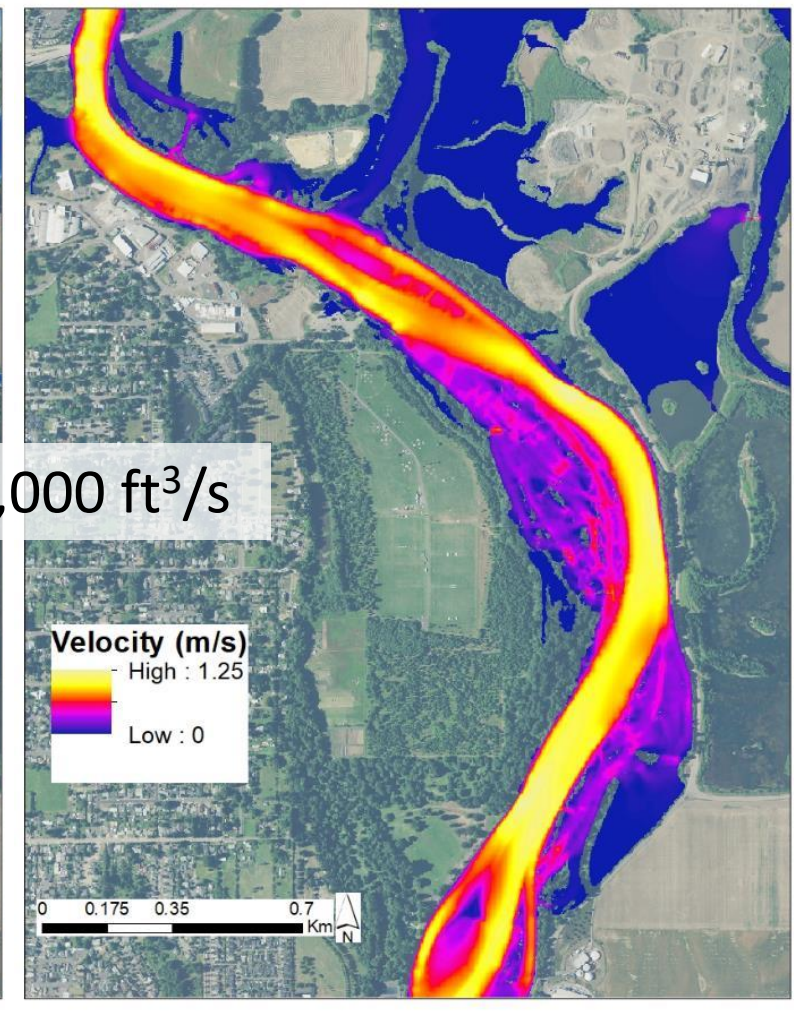 ,000 ft³/s
Velocity (m/s)
High : 1.25
Low : 0
0 0.175 0.35 0.7
Km
N